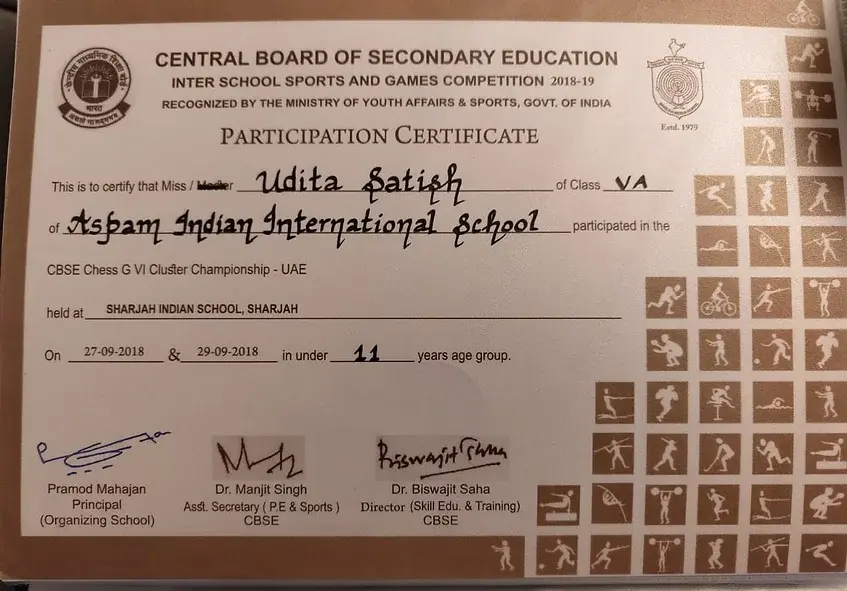 CENTRAL BOARD OF SECONDARY EDUCATION
INTER SCHOOL SPORTS AND GAMES COMPETITION 2018-19
RECOGNIZED BY THE MINISTRY OF YOUTH AFFAIRS & SPORTS, GOVT. OF INDIA
Estd. 1979
PARTICIPATION CERTIFICATE
This is to certify that Miss / Udita Satish of Class VA
of Aspam Indian International School participated in the
CBSE Chess G VI Cluster Championship - UAE
held at SHARJAH INDIAN SCHOOL, SHARJAH
On 27-09-2018 & 29-09-2018 in under 11 years age group.
Biswajit Saha
Pramod Mahajan Dr. Manjit Singh Dr. Biswajit Saha
Principal Asst. Secretary ( P.E & Sports ) Director (Skill Edu. & Training)
(Organizing School) CBSE CBSE